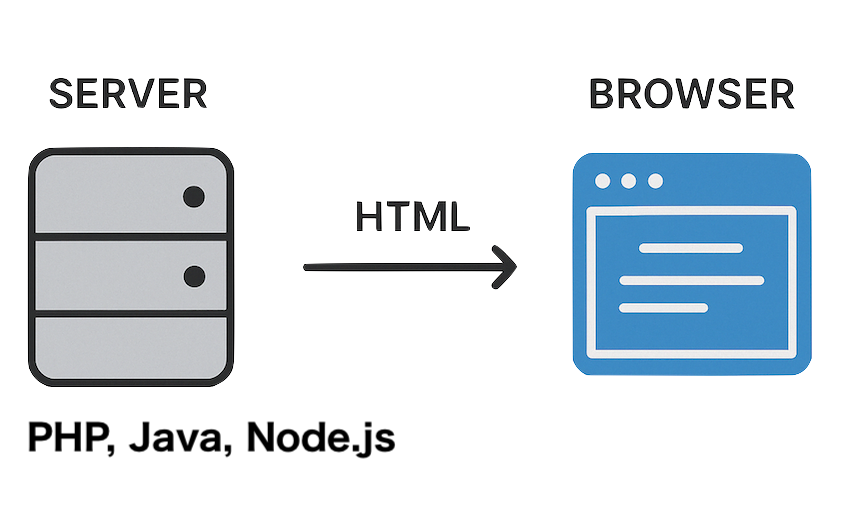 SERVER
BROWSER
HTML
PHP, Java, Node.js